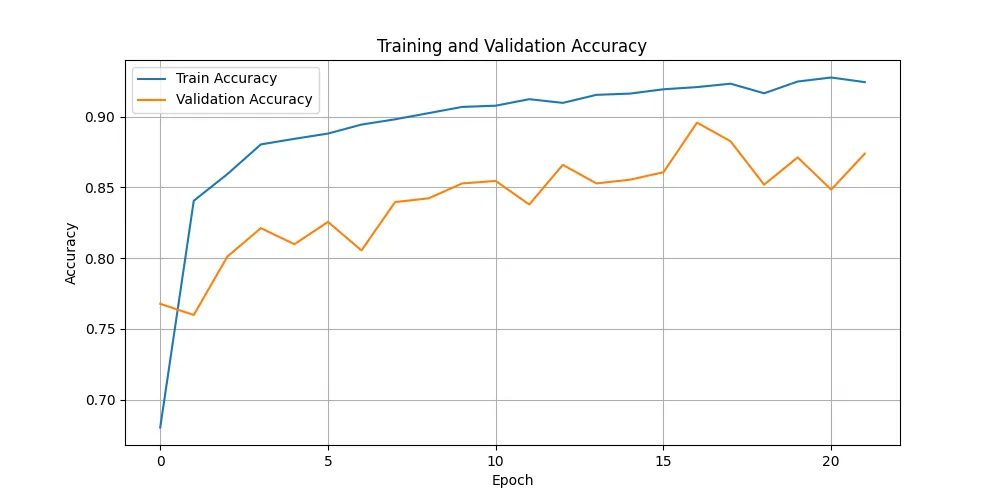 Training and Validation Accuracy
Train Accuracy
Validation Accuracy
0.90
0.85
0.80
0.75
0.70
Accuracy
0 5 10 15 20
Epoch